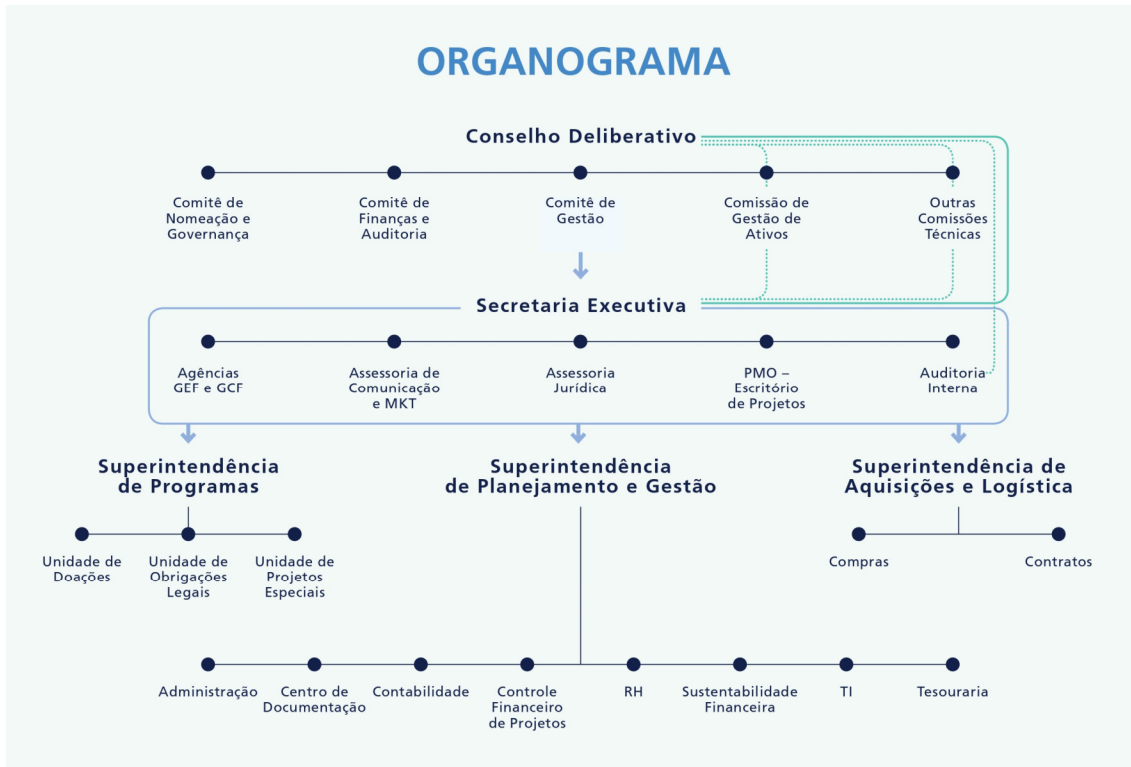 ORGANOGRAMA
Conselho Deliberativo
Comitê de
Nomeação e
Governança
Comitê de
Finanças e
Auditoria
Comitê de
Gestão
Comissão de
Gestão de
Ativos
Outras
Comissões
Técnicas
Secretaria Executiva
Agências
GEF e GCF
Assessoria de
Comunicação
e MKT
Assessoria
Jurídica
PMO –
Escritório
de Projetos
Auditoria
Interna
Superintendência
de Programas
Unidade de
Doações
Unidade de
Obrigações
Legais
Unidade de
Projetos
Especiais
Superintendência
de Planejamento e Gestão
Superintendência de
Aquisições e Logística
Compras
Contratos
Administração
Centro de
Documentação
Contabilidade
Controle
Financeiro
de Projetos
RH
Sustentabilidade
Financeira
TI
Tesouraria